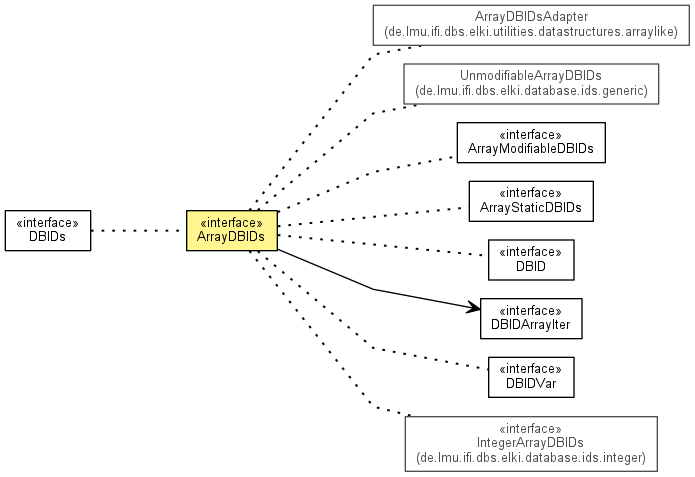 ArrayDBIDsAdapter
(de.lmu.ifi.dbs.elki.utilities.datastructures.arraylike)
UnmodifiableArrayDBIDs
(de.lmu.ifi.dbs.elki.database.ids.generic)
«interface»
ArrayModifiableDBIDs
«interface»
ArrayStaticDBIDs
«interface»
DBIDs
«interface»
ArrayDBIDs
«interface»
DBID
«interface»
DBIDArrayIter
«interface»
DBIDVar
«interface»
IntegerArrayDBIDs
(de.lmu.ifi.dbs.elki.database.ids.integer)